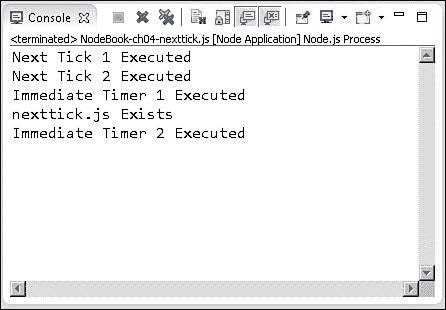 Console
<terminated> NodeBook-ch04-nexttick.js [Node Application] Node.js Process
Next Tick 1 Executed
Next Tick 2 Executed
Immediate Timer 1 Executed
nexttick.js Exists
Immediate Timer 2 Executed